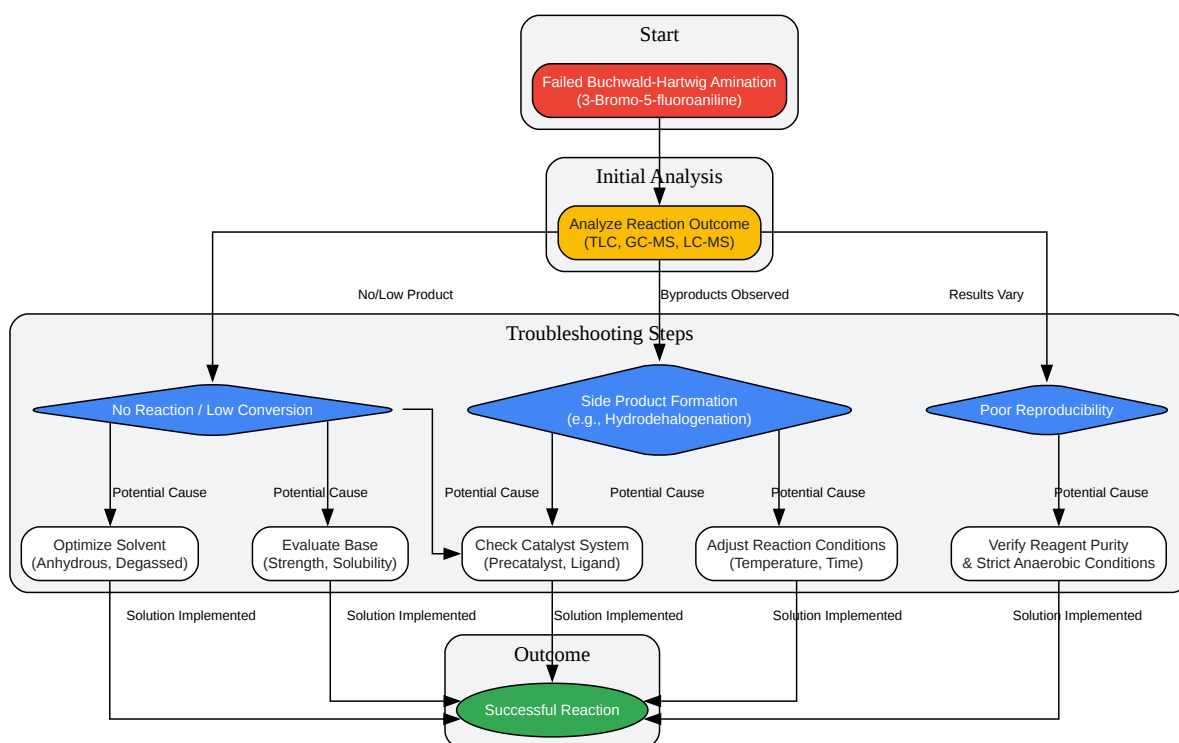 Start
Failed Buchwald-Hartwig Amination
(3-Bromo-5-fluoroaniline)
Initial Analysis
Analyze Reaction Outcome
(TLC, GC-MS, LC-MS)
No/Low Product
Byproducts Observed
Results Vary
Troubleshooting Steps
No Reaction / Low Conversion
Side Product Formation
(e.g., Hydrodehalogenation)
Poor Reproducibility
Potential Cause
Potential Cause
Potential Cause
Potential Cause
Potential Cause
Potential Cause
Optimize Solvent
(Anhydrous, Degassed)
Evaluate Base
(Strength, Solubility)
Check Catalyst System
(Precatalyst, Ligand)
Adjust Reaction Conditions
(Temperature, Time)
Verify Reagent Purity
& Strict Anaerobic Conditions
Solution Implemented
Solution Implemented
Solution Implemented
Solution Implemented
Solution Implemented
Outcome
Successful Reaction